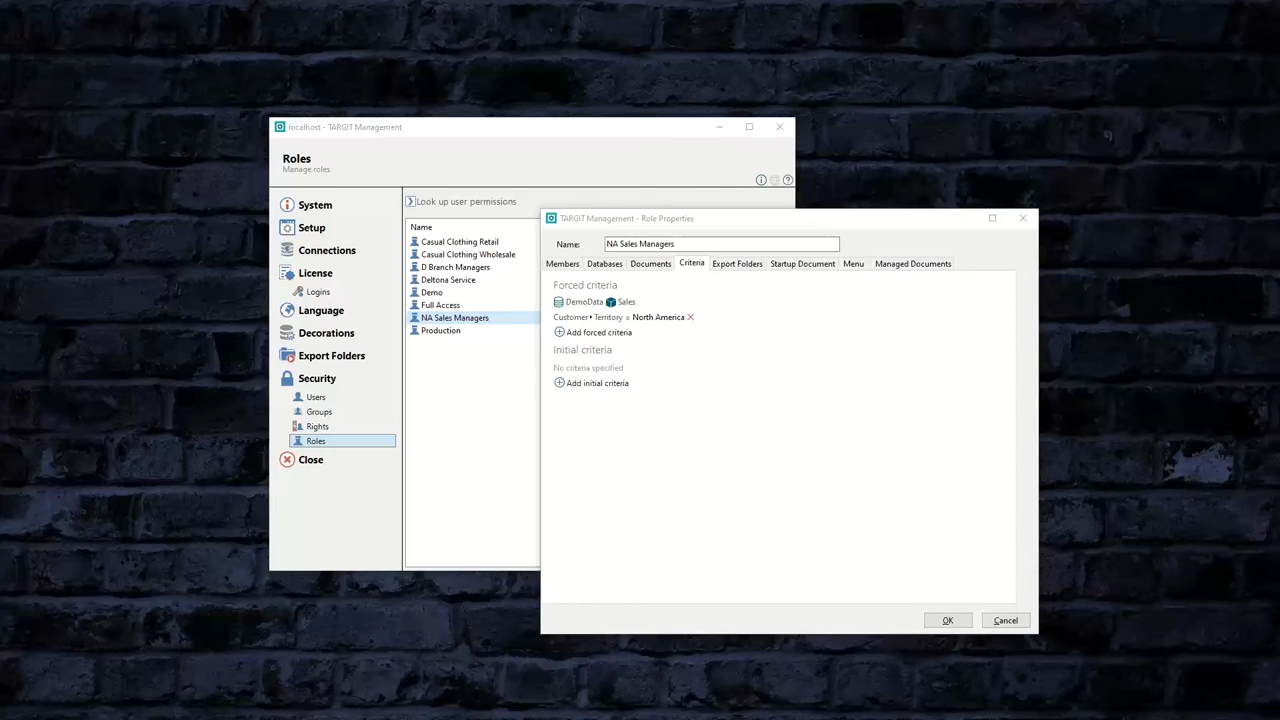 localhost - TARGIT Management
Roles
Manage roles
System
Setup
Connections
License
Logins
Language
Decorations
Export Folders
Security
Users
Groups
Rights
Roles
Close
Look up user permissions
Name
Casual Clothing Retail
Casual Clothing Wholesale
D Branch Managers
Deltona Service
Demo
Full Access
NA Sales Managers
Production
TARGIT Management - Role Properties
Name: NA Sales Managers
Members Databases Documents Criteria Export Folders Startup Document Menu Managed Documents
Forced criteria
DemoData Sales
Customer Territory = North America
Add forced criteria
Initial criteria
No criteria specified
Add initial criteria
OK Cancel